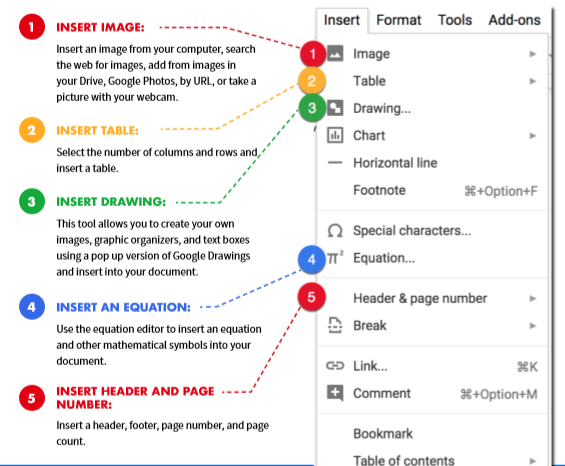 1 INSERT IMAGE:
Insert an image from your computer, search
the web for images, add from images in
your Drive, Google Photos, by URL, or take a
picture with your webcam.
2 INSERT TABLE:
Select the number of columns and rows and
insert a table.
3 INSERT DRAWING:
This tool allows you to create your own
images, graphic organizers, and text boxes
using a pop up version of Google Drawings
and insert into your document.
4 INSERT AN EQUATION:
Use the equation editor to insert an equation
and other mathematical symbols into your
document.
5 INSERT HEADER AND PAGE
NUMBER:
Insert a header, footer, page number, and page
count.
Insert Format Tools Add-ons
1 Image
2 Table
3 Drawing...
Chart
Horizontal line
Footnote ⌘+Option+F
Ω Special characters...
4 π² Equation...
5 Header & page number
Break
Link... ⌘K
Comment ⌘+Option+M
Bookmark
Table of contents